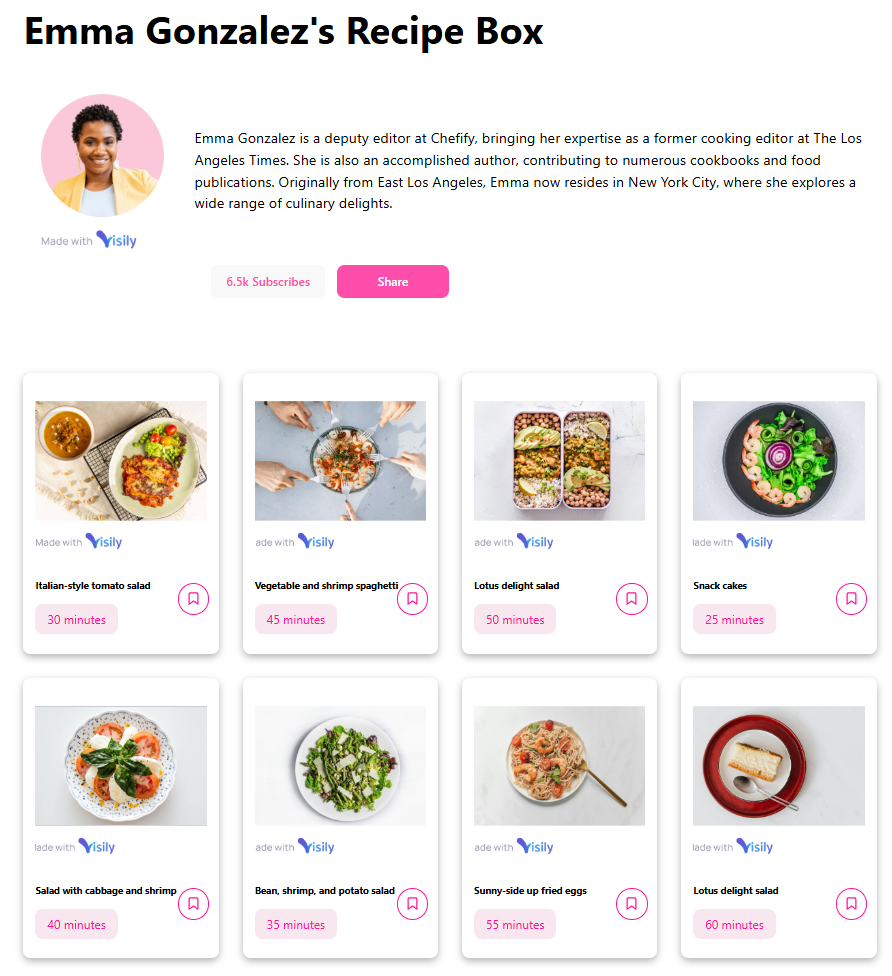 Emma Gonzalez's Recipe Box
Emma Gonzalez is a deputy editor at Chefify, bringing her expertise as a former cooking editor at The Los
Angeles Times. She is also an accomplished author, contributing to numerous cookbooks and food
publications. Originally from East Los Angeles, Emma now resides in New York City, where she explores a
wide range of culinary delights.
Made with Visily
6.5k Subscribes
Share
Made with Visily
ade with Visily
ade with Visily
lade with Visily
Italian-style tomato salad
Vegetable and shrimp spaghetti
Lotus delight salad
Snack cakes
30 minutes
45 minutes
50 minutes
25 minutes
lade with Visily
ade with Visily
ade with Visily
lade with Visily
Salad with cabbage and shrimp
Bean, shrimp, and potato salad
Sunny-side up fried eggs
Lotus delight salad
40 minutes
35 minutes
55 minutes
60 minutes